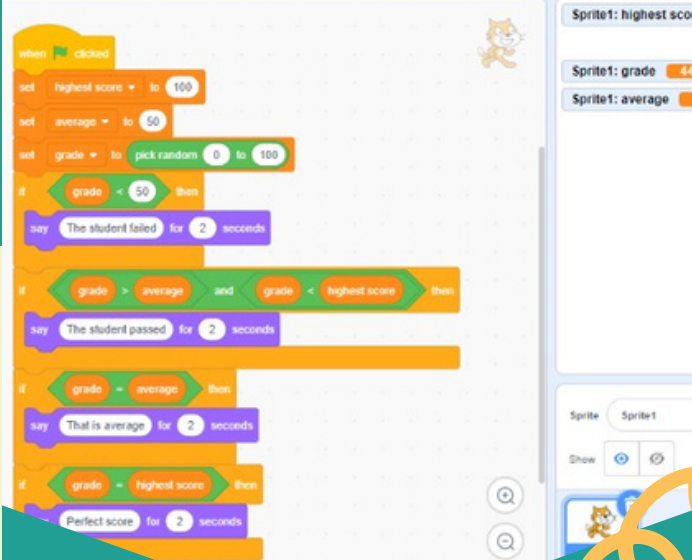 when clicked
set highest score to 100
set average to 50
set grade to pick random 0 to 100
if grade < 50 then
say The student failed for 2 seconds
if grade > average and grade < highest score then
say The student passed for 2 seconds
if grade = average then
say That is average for 2 seconds
if grade = highest score then
Perfect score for 2 seconds
Sprite1: highest scor
Sprite1: grade 44
Sprite1: average
Sprite Sprite1
Show